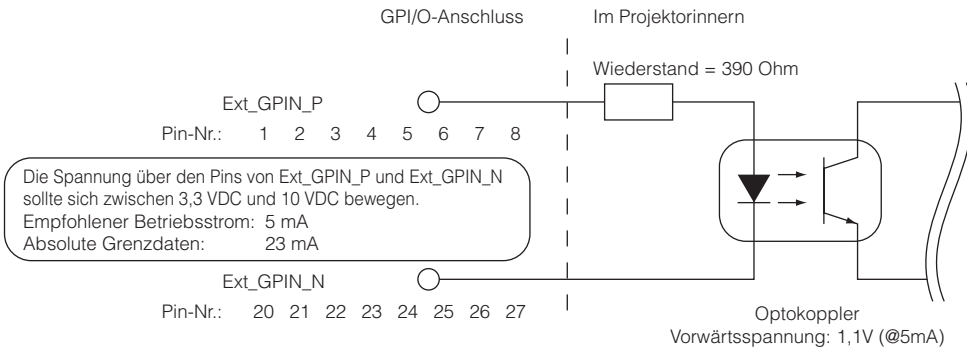 GPI/O-Anschluss
Im Projektorinnern
Wiederstand = 390 Ohm
Ext_GPIN_P
Pin-Nr.: 1 2 3 4 5 6 7 8
Die Spannung über den Pins von Ext_GPIN_P und Ext_GPIN_N
sollte sich zwischen 3,3 VDC und 10 VDC bewegen.
Empfohlener Betriebsstrom: 5 mA
Absolute Grenzdaten: 23 mA
Ext_GPIN_N
Pin-Nr.: 20 21 22 23 24 25 26 27
Optokoppler
Vorwärtsspannung: 1,1V (@5mA)